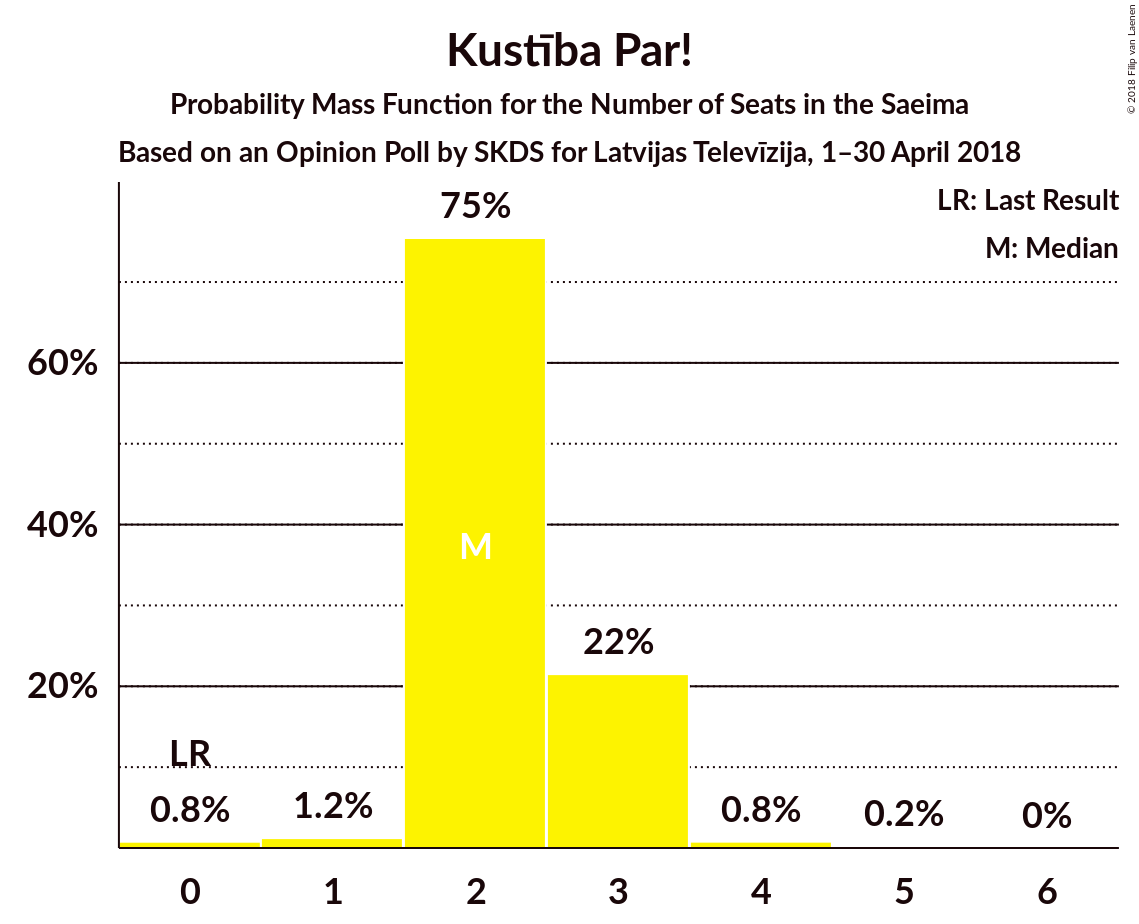 Kustība Par!
Probability Mass Function for the Number of Seats in the Saeima
Based on an Opinion Poll by SKDS for Latvijas Televīzija, 1–30 April 2018
© 2018 Filip van Laenen
LR: Last Result
M: Median
75%
60%
40%
M
22%
20%
LR
0.8%
1.2%
0.8%
0.2%
0%
0
1
2
3
4
5
6